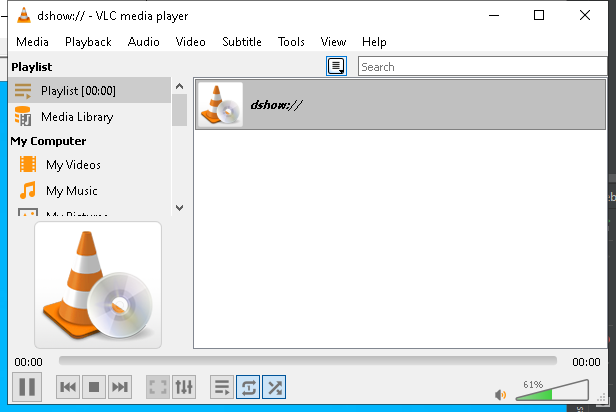 dshow:// - VLC media player
Media Playback Audio Video Subtitle Tools View Help
Playlist
Search
Playlist [00:00]
Media Library
My Computer
My Videos
My Music
My Pictures
dshow://
00:00 00:00
61%